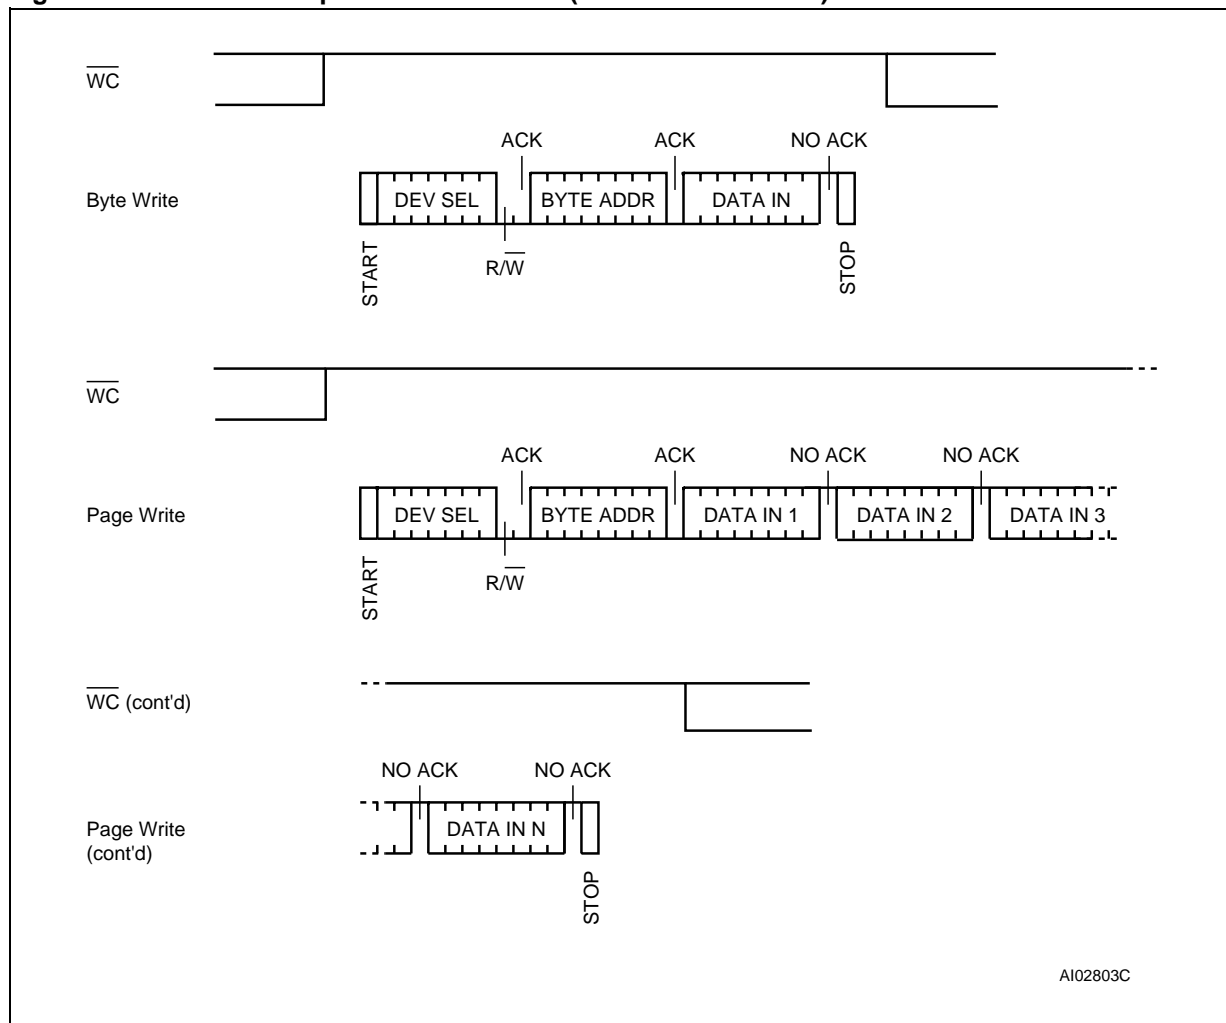 WC
ACK ACK NO ACK
Byte Write DEV SEL BYTE ADDR DATA IN
START R/W STOP
WC
ACK ACK NO ACK NO ACK
Page Write DEV SEL BYTE ADDR DATA IN 1 DATA IN 2 DATA IN 3
START R/W
WC (cont'd)
NO ACK NO ACK
Page Write DATA IN N
(cont'd)
STOP
AI02803C